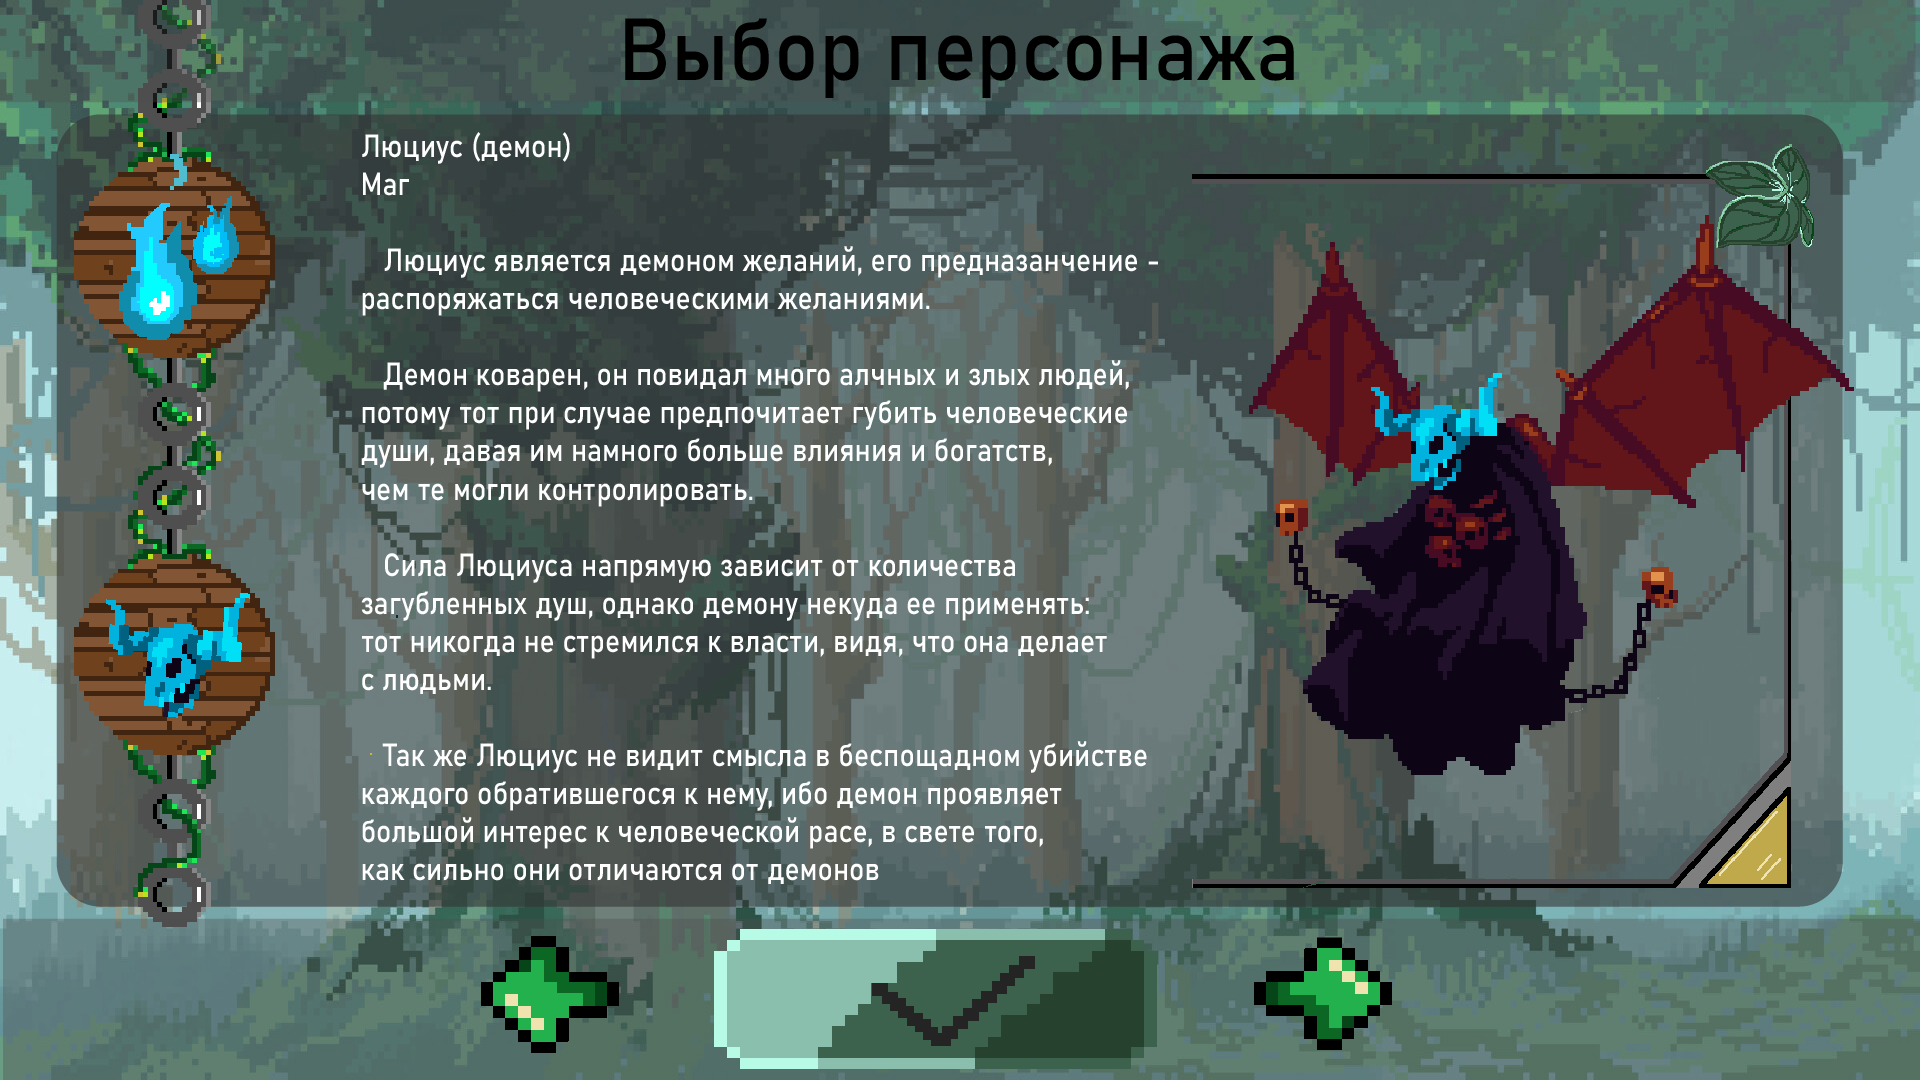 Выбор персонажа
Люциус (демон)
Маг
Люциус является демоном желаний, его предназанчение -
распоряжаться человеческими желаниями.
Демон коварен, он повидал много алчных и злых людей,
потому тот при случае предпочитает губить человеческие
души, давая им намного больше влияния и богатств,
чем те могли контролировать.
Сила Люциуса напрямую зависит от количества
загубленных душ, однако демону некуда ее применять:
тот никогда не стремился к власти, видя, что она делает
с людьми.
Так же Люциус не видит смысла в беспощадном убийстве
каждого обратившегося к нему, ибо демон проявляет
большой интерес к человеческой расе, в свете того,
как сильно они отличаются от демонов